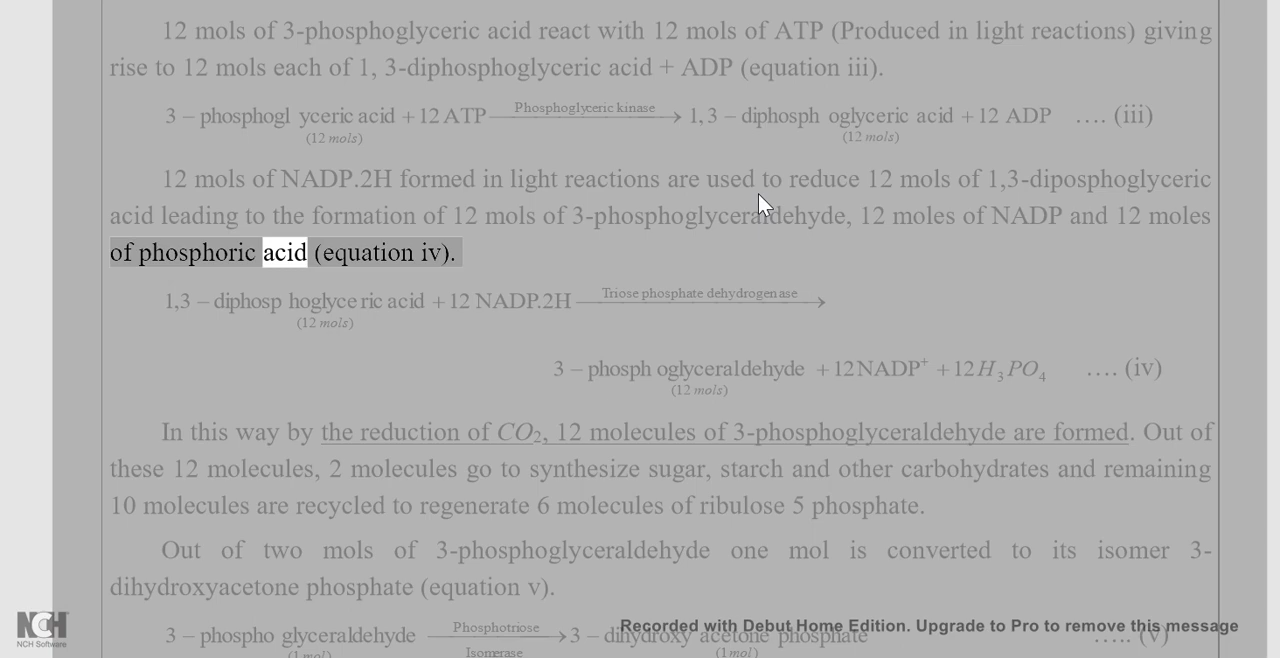 12 mols of 3-phosphoglyceric acid react with 12 mols of ATP (Produced in light reactions) giving
rise to 12 mols each of 1, 3-diphosphoglyceric acid + ADP (equation iii).
3 – phosphogl yceric acid + 12 ATP Phosphoglyceric kinase → 1, 3 – diphosph oglyceric acid + 12 ADP …. (iii)
(12 mols) (12 mols)
12 mols of NADP.2H formed in light reactions are used to reduce 12 mols of 1,3-diposphoglyceric
acid leading to the formation of 12 mols of 3-phosphoglyceraldehyde, 12 moles of NADP and 12 moles
of phosphoric acid (equation iv).
1,3 – diphosp hoglyce ric acid + 12 NADP.2H Triose phosphate dehydrogenase →
(12 mols)
3 – phosph oglyceraldehyde + 12NADP⁺ + 12H₃PO₄ …. (iv)
(12 mols)
In this way by the reduction of CO₂, 12 molecules of 3-phosphoglyceraldehyde are formed. Out of
these 12 molecules, 2 molecules go to synthesize sugar, starch and other carbohydrates and remaining
10 molecules are recycled to regenerate 6 molecules of ribulose 5 phosphate.
Out of two mols of 3-phosphoglyceraldehyde one mol is converted to its isomer 3-
dihydroxyacetone phosphate (equation v).
3 – phospho glyceraldehyde Phosphotriose → 3 – dihydroxy acetone phosphate ….. (v)
(1mol) Isomerase (1mol)
Recorded with Debut Home Edition. Upgrade to Pro to remove this message
NCH
NCH Software